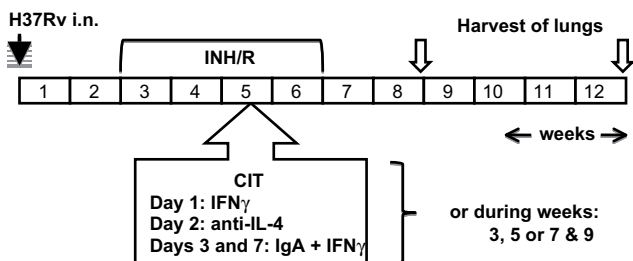 H37Rv i.n.
Harvest of lungs
INH/R
1 2 3 4 5 6 7 8 9 10 11 12
weeks
CIT
Day 1: IFNγ
Day 2: anti-IL-4
Days 3 and 7: IgA + IFNγ
or during weeks:
3, 5 or 7 & 9